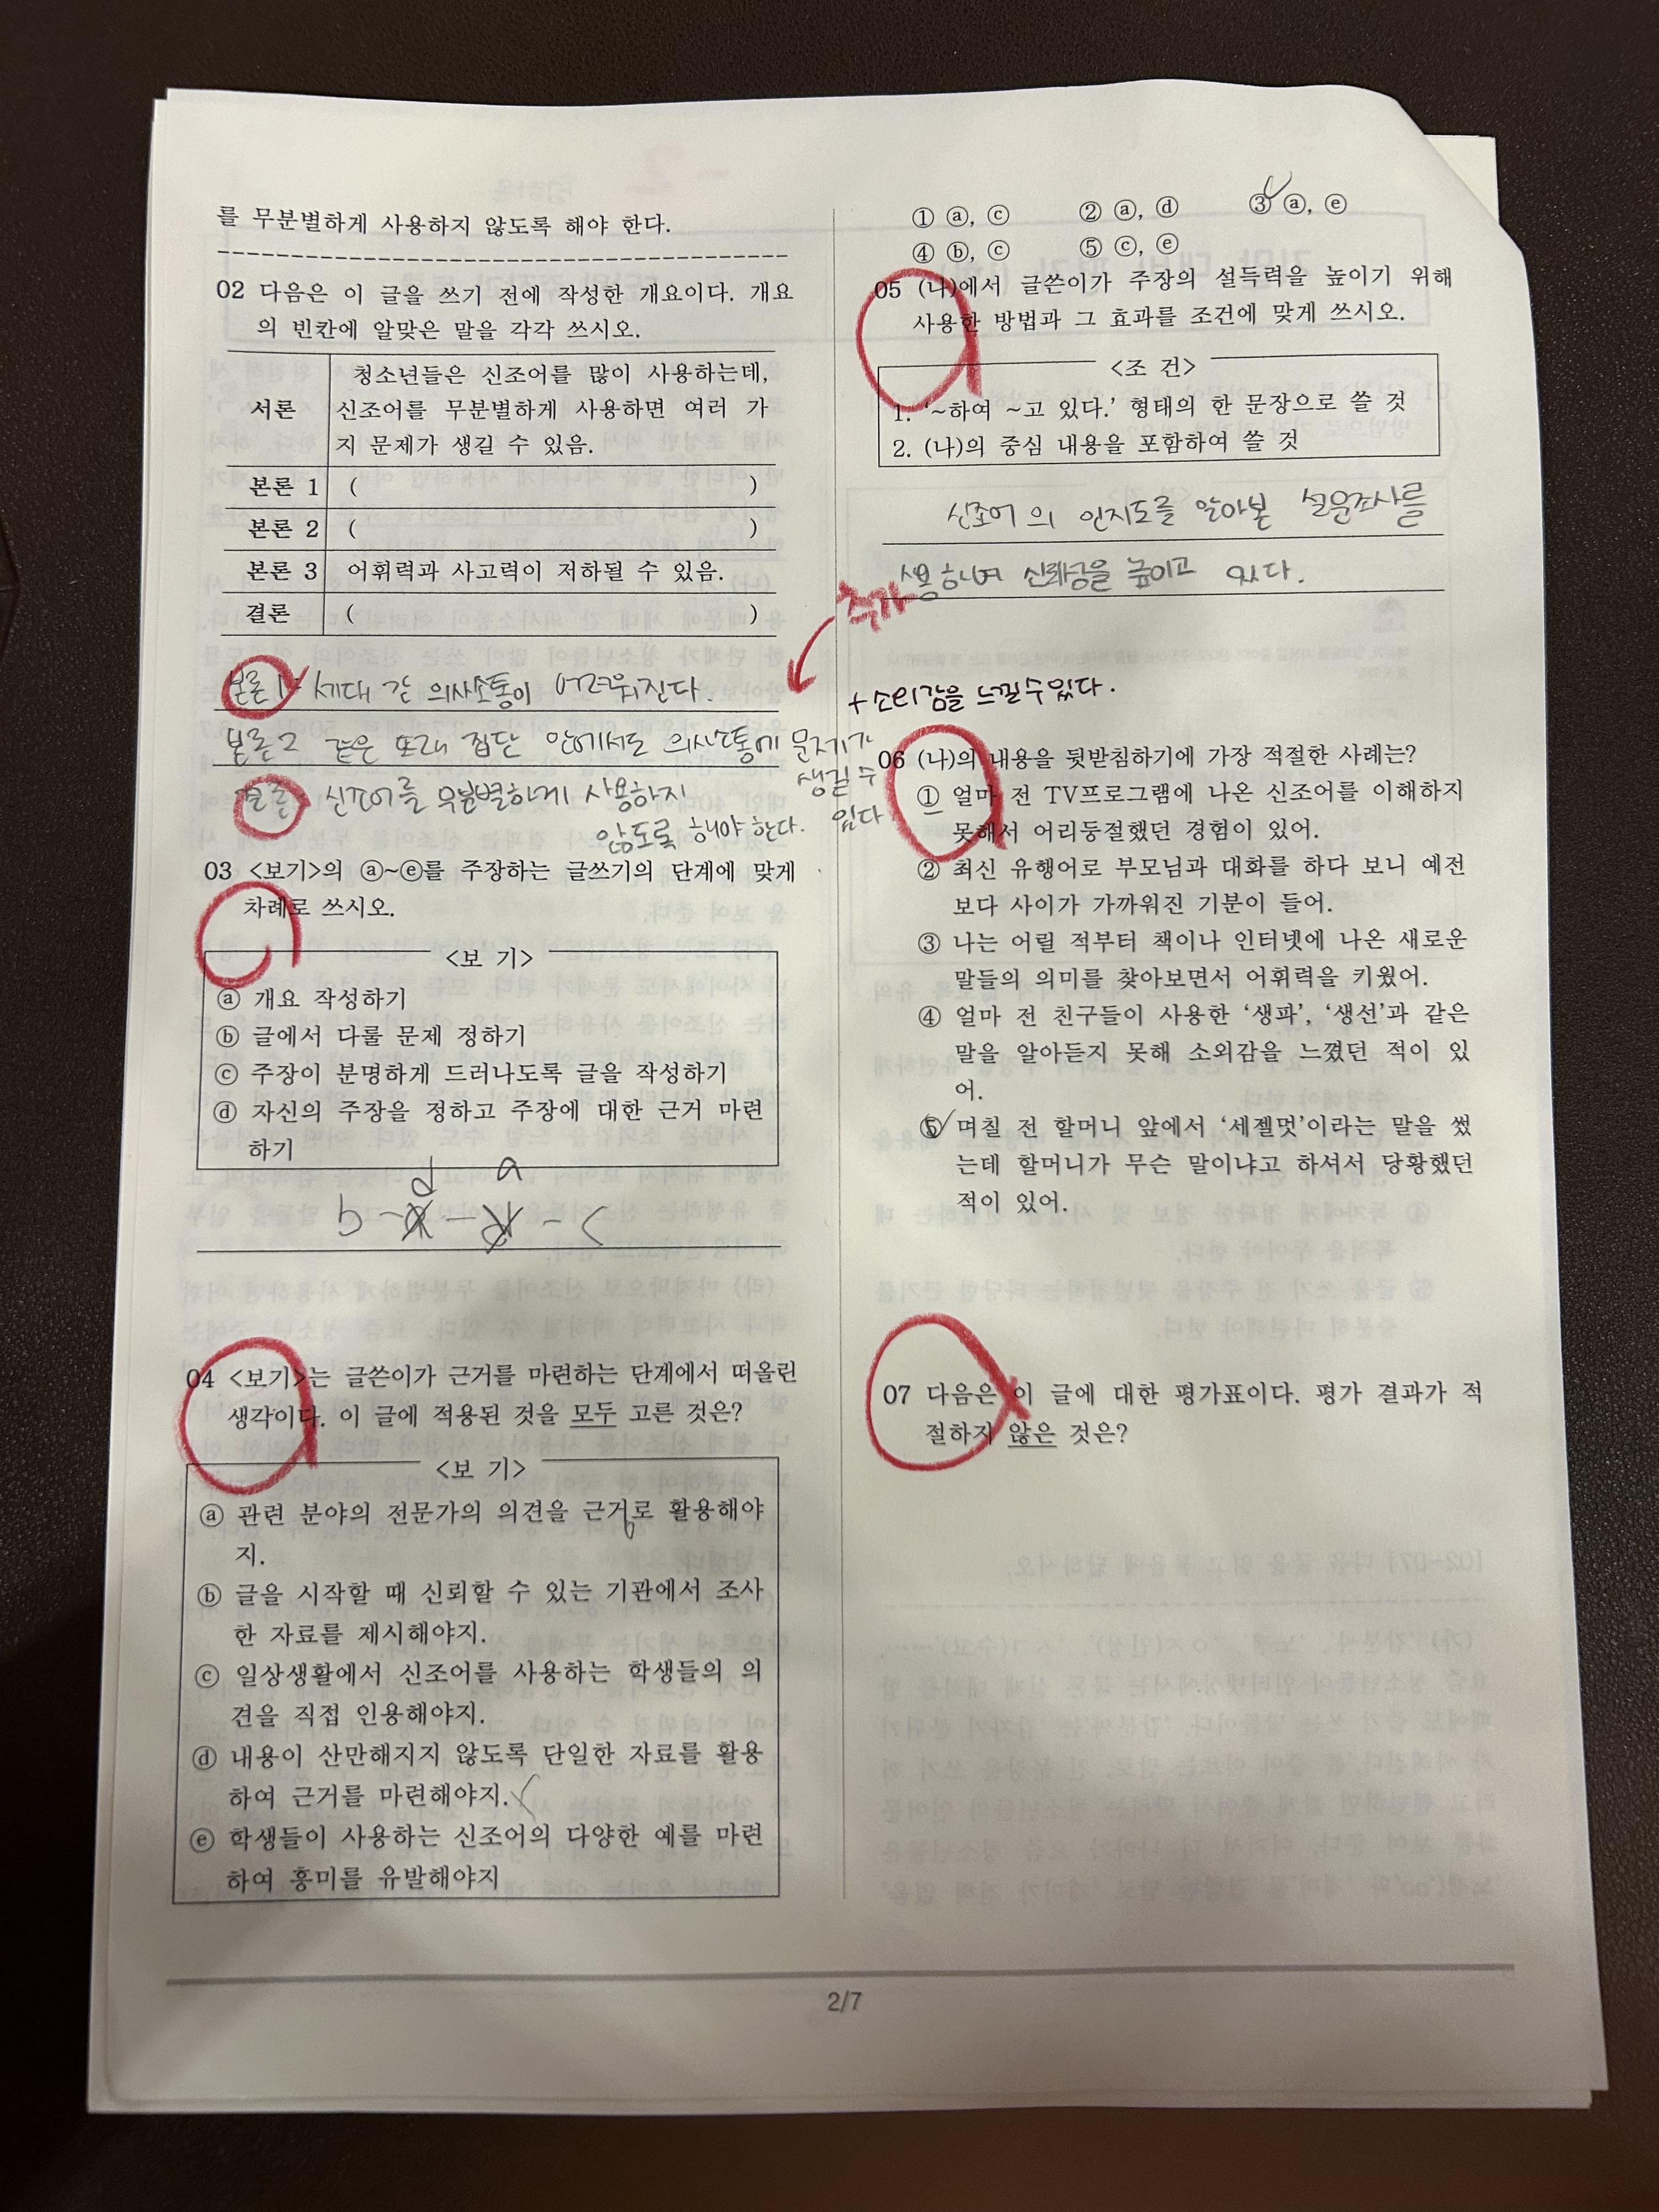 를 무분별하게 사용하지 않도록 해야 한다.
02 다음은 이 글을 쓰기 전에 작성한 개요이다. 개요
의 빈칸에 알맞은 말을 각각 쓰시오.
서론
청소년들은 신조어를 많이 사용하는데,
신조어를 무분별하게 사용하면 여러 가
지 문제가 생길 수 있음.
본론 1 ( )
본론 2 ( )
본론 3 어휘력과 사고력이 저하될 수 있음.
결론 ( )
본론 1: 세대 간 의사소통이 어려워진다.
본론 2 같은 또래 집단 안에서도 의사소통에 문제가
생길 수
있다
추가
+ 소외감을 느낄 수 있다.
결론 신조어를 무분별하게 사용하지
않도록 해야 한다.
03 <보기>의 ⓐ~ⓔ를 주장하는 글쓰기의 단계에 맞게
차례로 쓰시오.
<보 기>
ⓐ 개요 작성하기
ⓑ 글에서 다룰 문제 정하기
ⓒ 주장이 분명하게 드러나도록 글을 작성하기
ⓓ 자신의 주장을 정하고 주장에 대한 근거 마련
하기
04 <보기>는 글쓴이가 근거를 마련하는 단계에서 떠올린
생각이다. 이 글에 적용된 것을 모두 고른 것은?
<보 기>
ⓐ 관련 분야의 전문가의 의견을 근거로 활용해야
지.
ⓑ 글을 시작할 때 신뢰할 수 있는 기관에서 조사
한 자료를 제시해야지.
ⓒ 일상생활에서 신조어를 사용하는 학생들의 의
견을 직접 인용해야지.
ⓓ 내용이 산만해지지 않도록 단일한 자료를 활용
하여 근거를 마련해야지.
ⓔ 학생들이 사용하는 신조어의 다양한 예를 마련
하여 흥미를 유발해야지
① ⓐ, ⓒ ② ⓐ, ⓓ ③ ⓐ, ⓔ
④ ⓑ, ⓒ ⑤ ⓒ, ⓔ
05 (나)에서 글쓴이가 주장의 설득력을 높이기 위해
사용한 방법과 그 효과를 조건에 맞게 쓰시오.
<조 건>
1. ‘~하여 ~고 있다.’ 형태의 한 문장으로 쓸 것
2. (나)의 중심 내용을 포함하여 쓸 것
신조어의 인지도를 알아본 설문조사를
사용하여 신뢰성을 높이고 있다.
06 (나)의 내용을 뒷받침하기에 가장 적절한 사례는?
① 얼마 전 TV프로그램에 나온 신조어를 이해하지
못해서 어리둥절했던 경험이 있어.
② 최신 유행어로 부모님과 대화를 하다 보니 예전
보다 사이가 가까워진 기분이 들어.
③ 나는 어릴 적부터 책이나 인터넷에 나온 새로운
말들의 의미를 찾아보면서 어휘력을 키웠어.
④ 얼마 전 친구들이 사용한 ‘생파’, ‘생선’과 같은
말을 알아듣지 못해 소외감을 느꼈던 적이 있
어.
⑤ 며칠 전 할머니 앞에서 ‘세젤멋’이라는 말을 썼
는데 할머니가 무슨 말이냐고 하셔서 당황했던
적이 있어.
07 다음은 이 글에 대한 평가표이다. 평가 결과가 적
절하지 않은 것은?
2/7